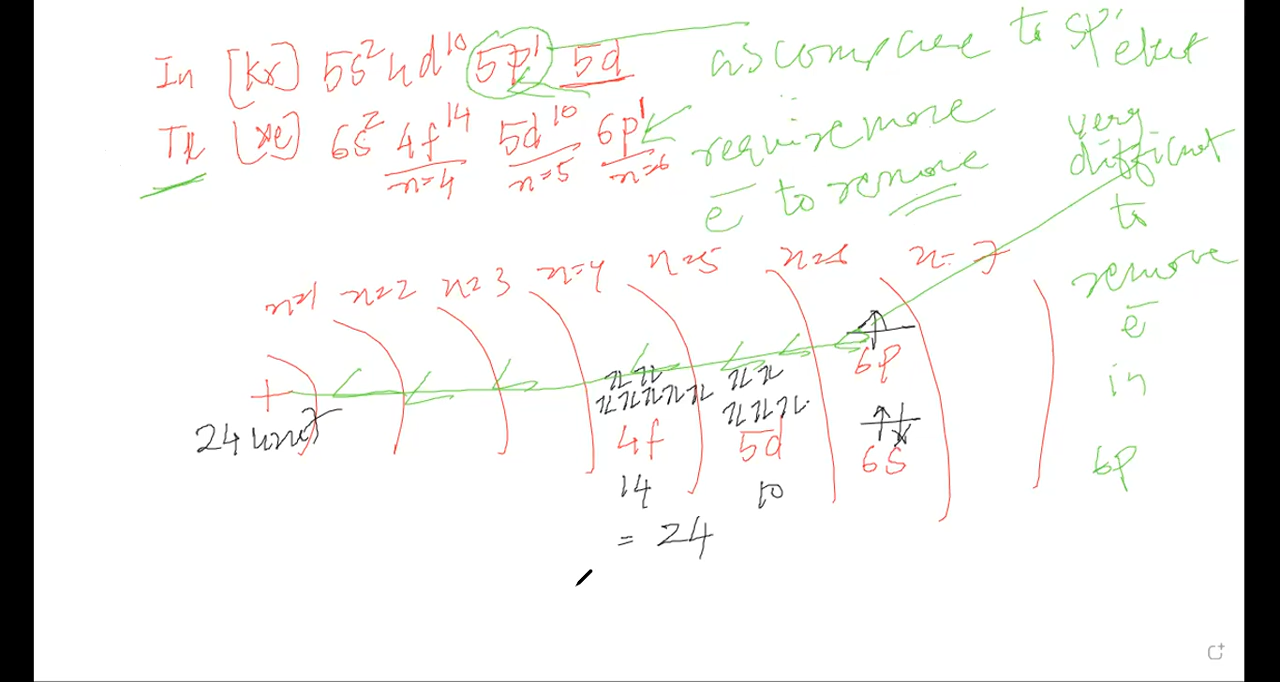 In [Kr] 5s² 4d¹⁰ 5p¹ 5d
as compare to 5p¹ elect
Tl [Xe] 6s² 4f¹⁴ 5d¹⁰ 6p¹
n=4 n=5 n=6
require more
e̅ to remove
very
difficult
to
remove
e̅
in
6p
n=1 n=2 n=3 n=4 n=5 n=6 n=7
+
24 unit
4f 5d 6p
6s
14 10
= 24